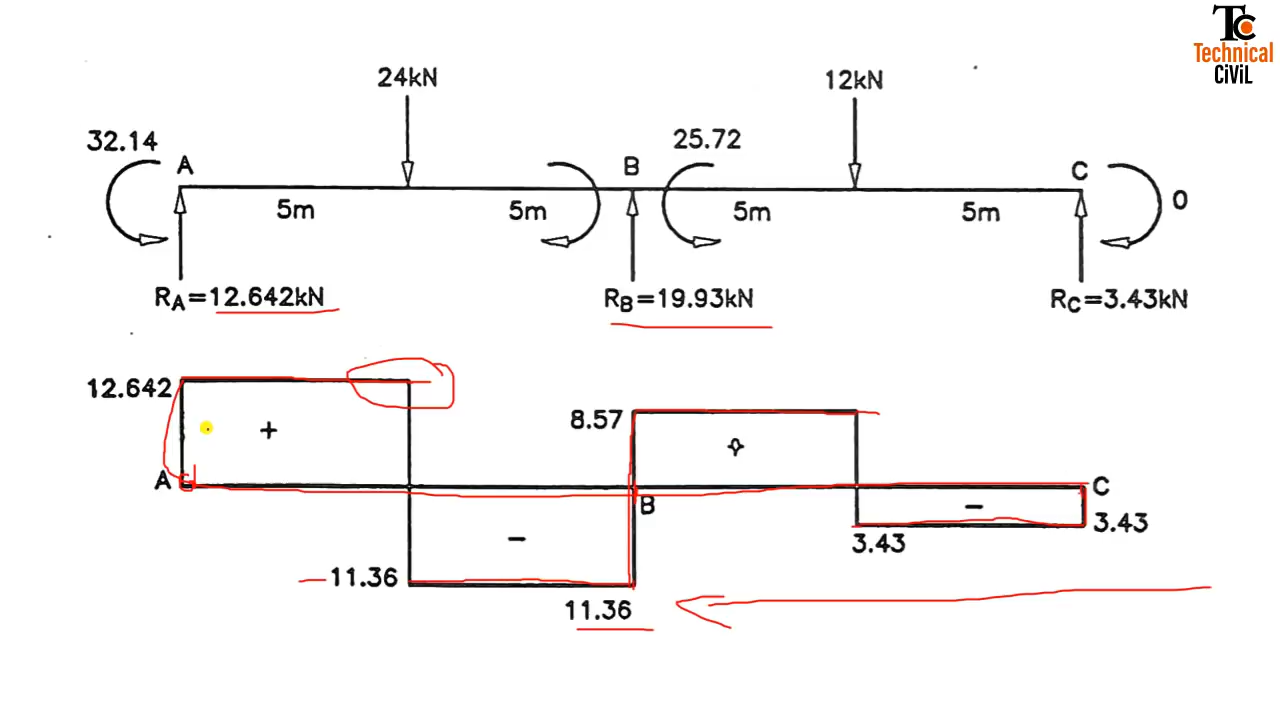 Tc
Technical
CiViL
24kN
12kN
32.14
A
B
25.72
C
0
5m
5m
5m
5m
RA=12.642kN
RB=19.93kN
RC=3.43kN
12.642
+
8.57
A
B
C
−
3.43
3.43
−
−11.36
11.36